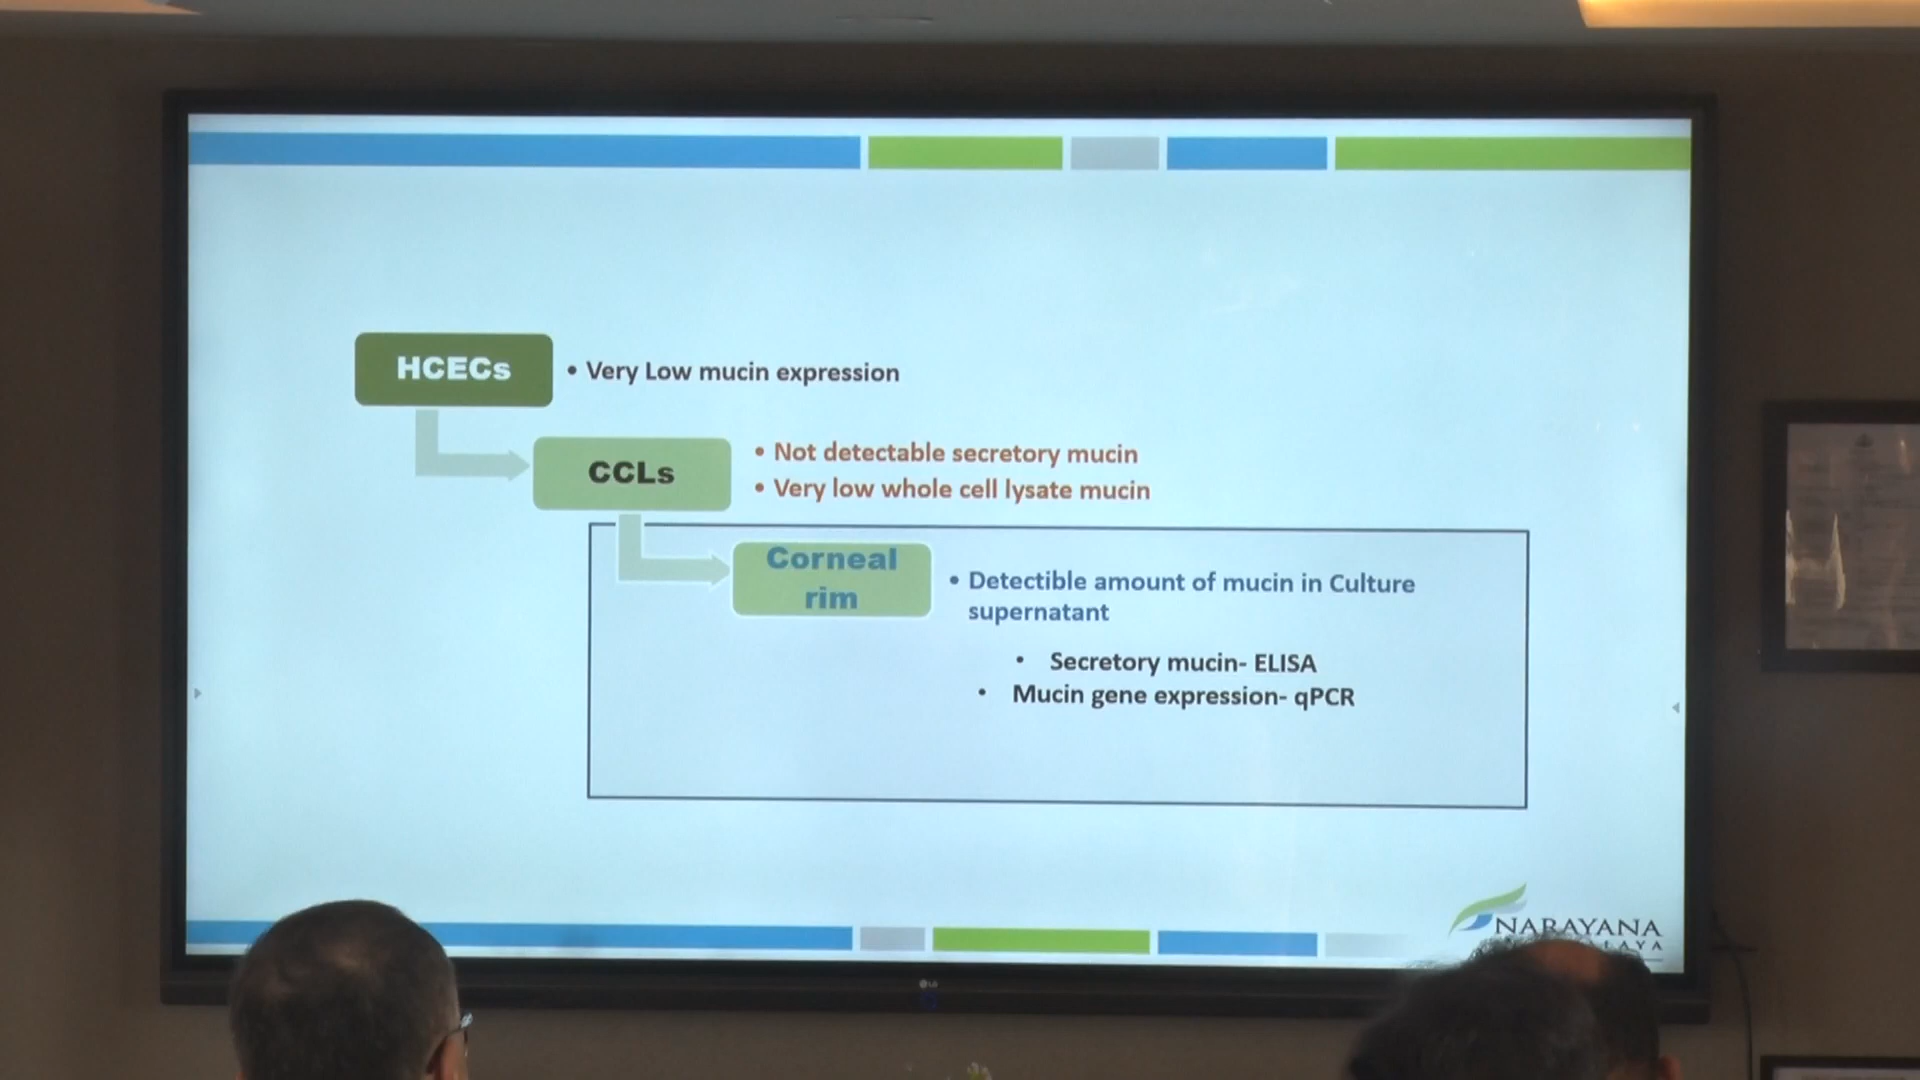 HCECs
• Very Low mucin expression
CCLs
• Not detectable secretory mucin
• Very low whole cell lysate mucin
Corneal
rim
• Detectible amount of mucin in Culture
supernatant
• Secretory mucin- ELISA
• Mucin gene expression- qPCR
NARAYANA
LG